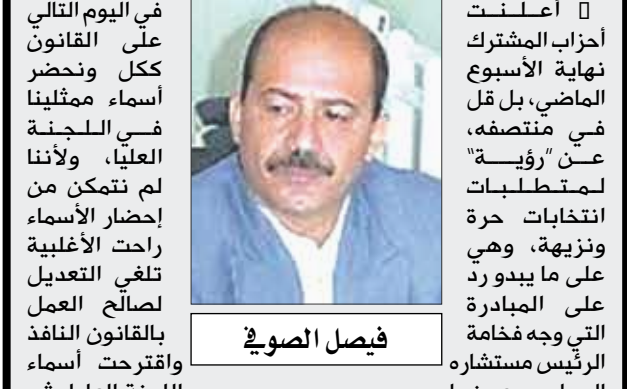 أعلنت
أحزاب المشترك
نهاية الأسبوع
الماضي، بل قل
في منتصفه،
عن "رؤية"
لمتطلبات
انتخابات حرة
ونزيهة، وهي
على ما يبدو رد
على المبادرة
التي وجه فخامة
الرئيس مستشاره
فيصل الصوفي
في اليوم التالي
على القانون
ككل ونحضر
أسماء ممثلينا
في اللجنة
العليا، ولأننا
لم نتمكن من
إحضار الأسماء
راحت الأغلبية
تلغي التعديل
لصالح العمل
بالقانون النافذ
واقترحت أسماء